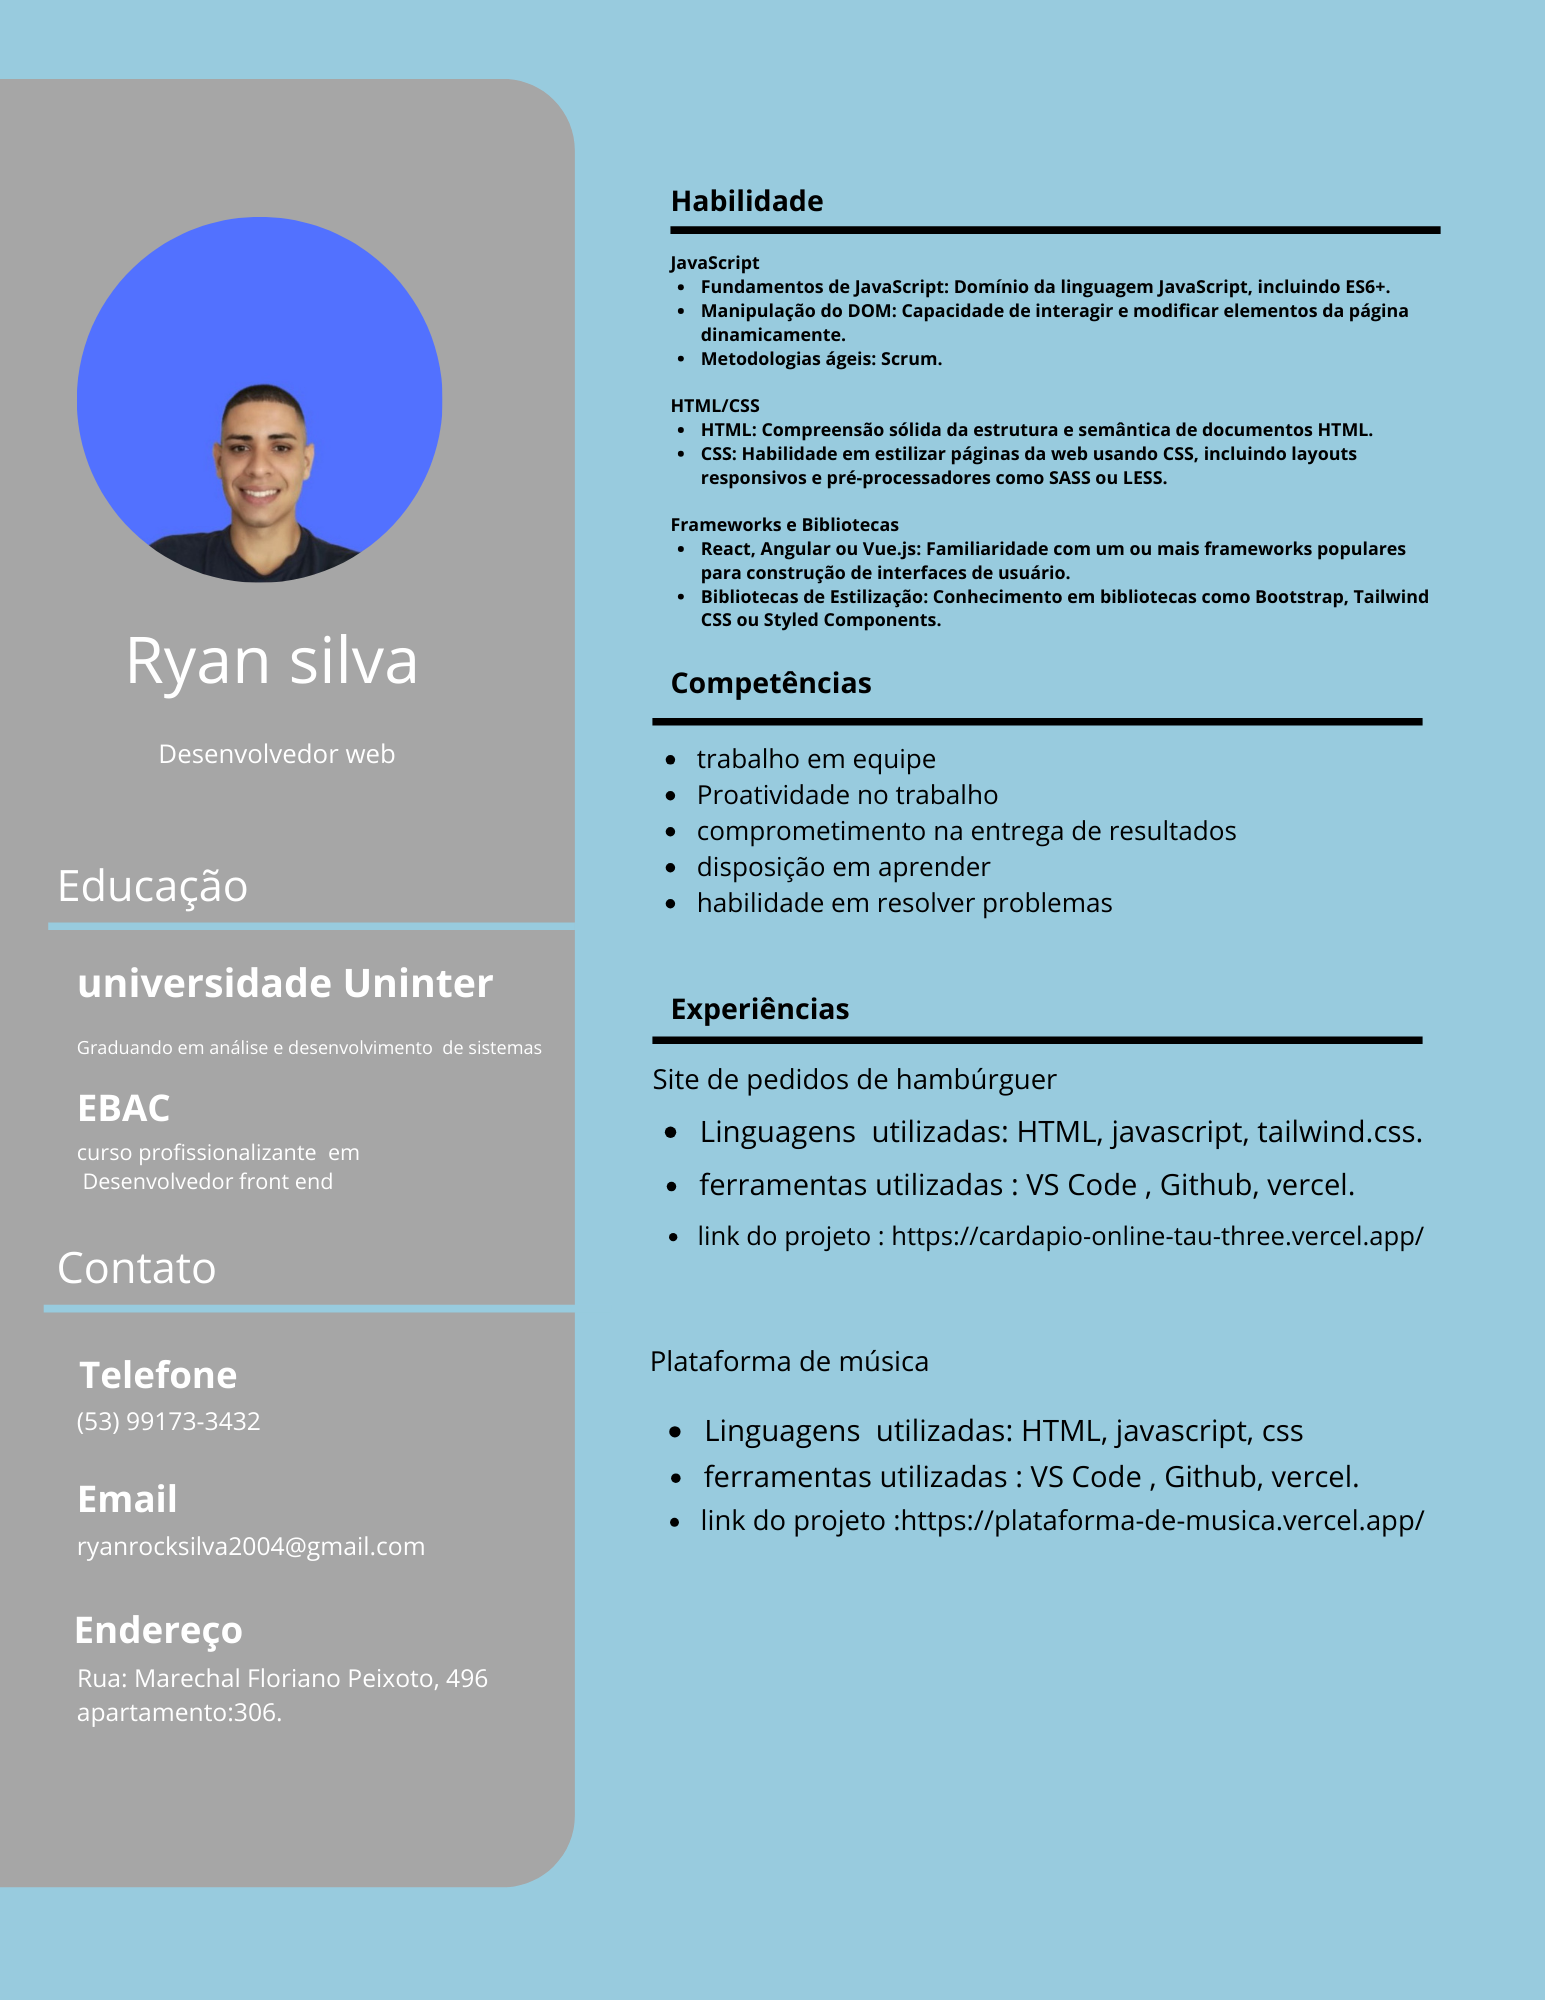 Ryan silva
Desenvolvedor web
Educação
universidade Uninter
Graduando em análise e desenvolvimento  de sistemas
EBAC
curso profissionalizante  em
Desenvolvedor front end
Contato
Telefone
(53) 99173-3432
Email
ryanrocksilva2004@gmail.com
Endereço
Rua: Marechal Floriano Peixoto, 496
apartamento:306.
Habilidade
JavaScript
• Fundamentos de JavaScript: Domínio da linguagem JavaScript, incluindo ES6+.
• Manipulação do DOM: Capacidade de interagir e modificar elementos da página
dinamicamente.
• Metodologias ágeis: Scrum.
HTML/CSS
• HTML: Compreensão sólida da estrutura e semântica de documentos HTML.
• CSS: Habilidade em estilizar páginas da web usando CSS, incluindo layouts
responsivos e pré-processadores como SASS ou LESS.
Frameworks e Bibliotecas
• React, Angular ou Vue.js: Familiaridade com um ou mais frameworks populares
para construção de interfaces de usuário.
• Bibliotecas de Estilização: Conhecimento em bibliotecas como Bootstrap, Tailwind
CSS ou Styled Components.
Competências
• trabalho em equipe
• Proatividade no trabalho
• comprometimento na entrega de resultados
• disposição em aprender
• habilidade em resolver problemas
Experiências
Site de pedidos de hambúrguer
• Linguagens  utilizadas: HTML, javascript, tailwind.css.
• ferramentas utilizadas : VS Code , Github, vercel.
• link do projeto : https://cardapio-online-tau-three.vercel.app/
Plataforma de música
• Linguagens  utilizadas: HTML, javascript, css
• ferramentas utilizadas : VS Code , Github, vercel.
• link do projeto :https://plataforma-de-musica.vercel.app/